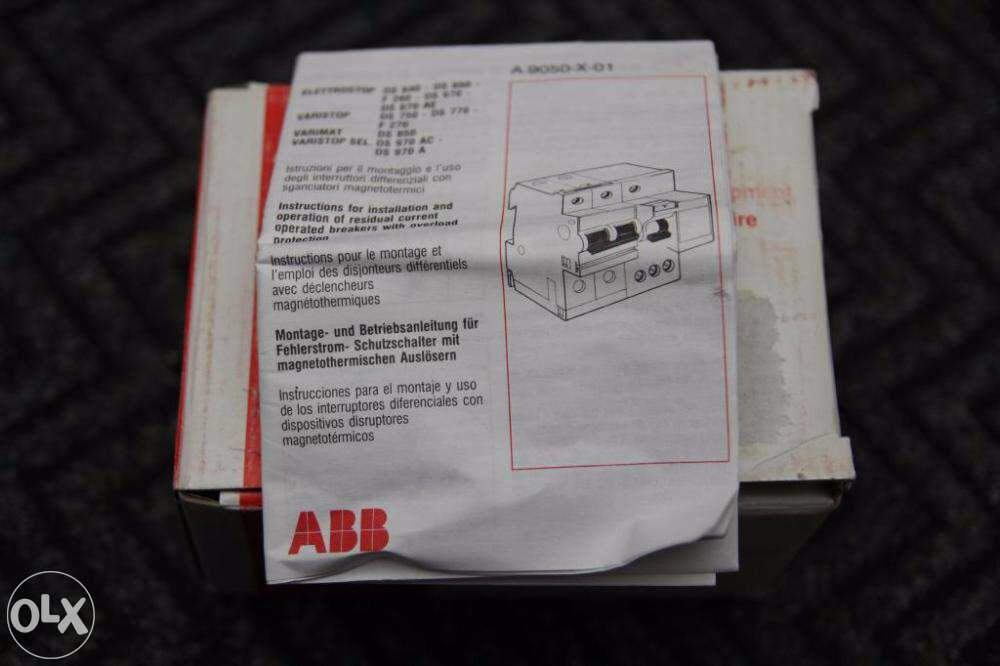 A 9050-X-01
ELETTROSTOP DS 640 - DS 650 -
F 260 - DS 670 -
DS 670 AE
VARISTOP DS 750 - DS 770 -
F 270
VARIMAT DS 850
VARISTOP SEL. DS 970 AC -
DS 970 A
Istruzioni per il montaggio e l'uso
degli interruttori differenziali con
sganciatori magnetotermici
Instructions for installation and
operation of residual current
operated breakers with overload
protection
Instructions pour le montage et
l'emploi des disjonteurs différentiels
avec déclencheurs
magnétothermiques
Montage- und Betriebsanleitung für
Fehlerstrom- Schutzschalter mit
magnetothermischen Auslösern
Instrucciones para el montaje y uso
de los interruptores diferenciales con
dispositivos disruptores
magnetotérmicos
ABB
OLX